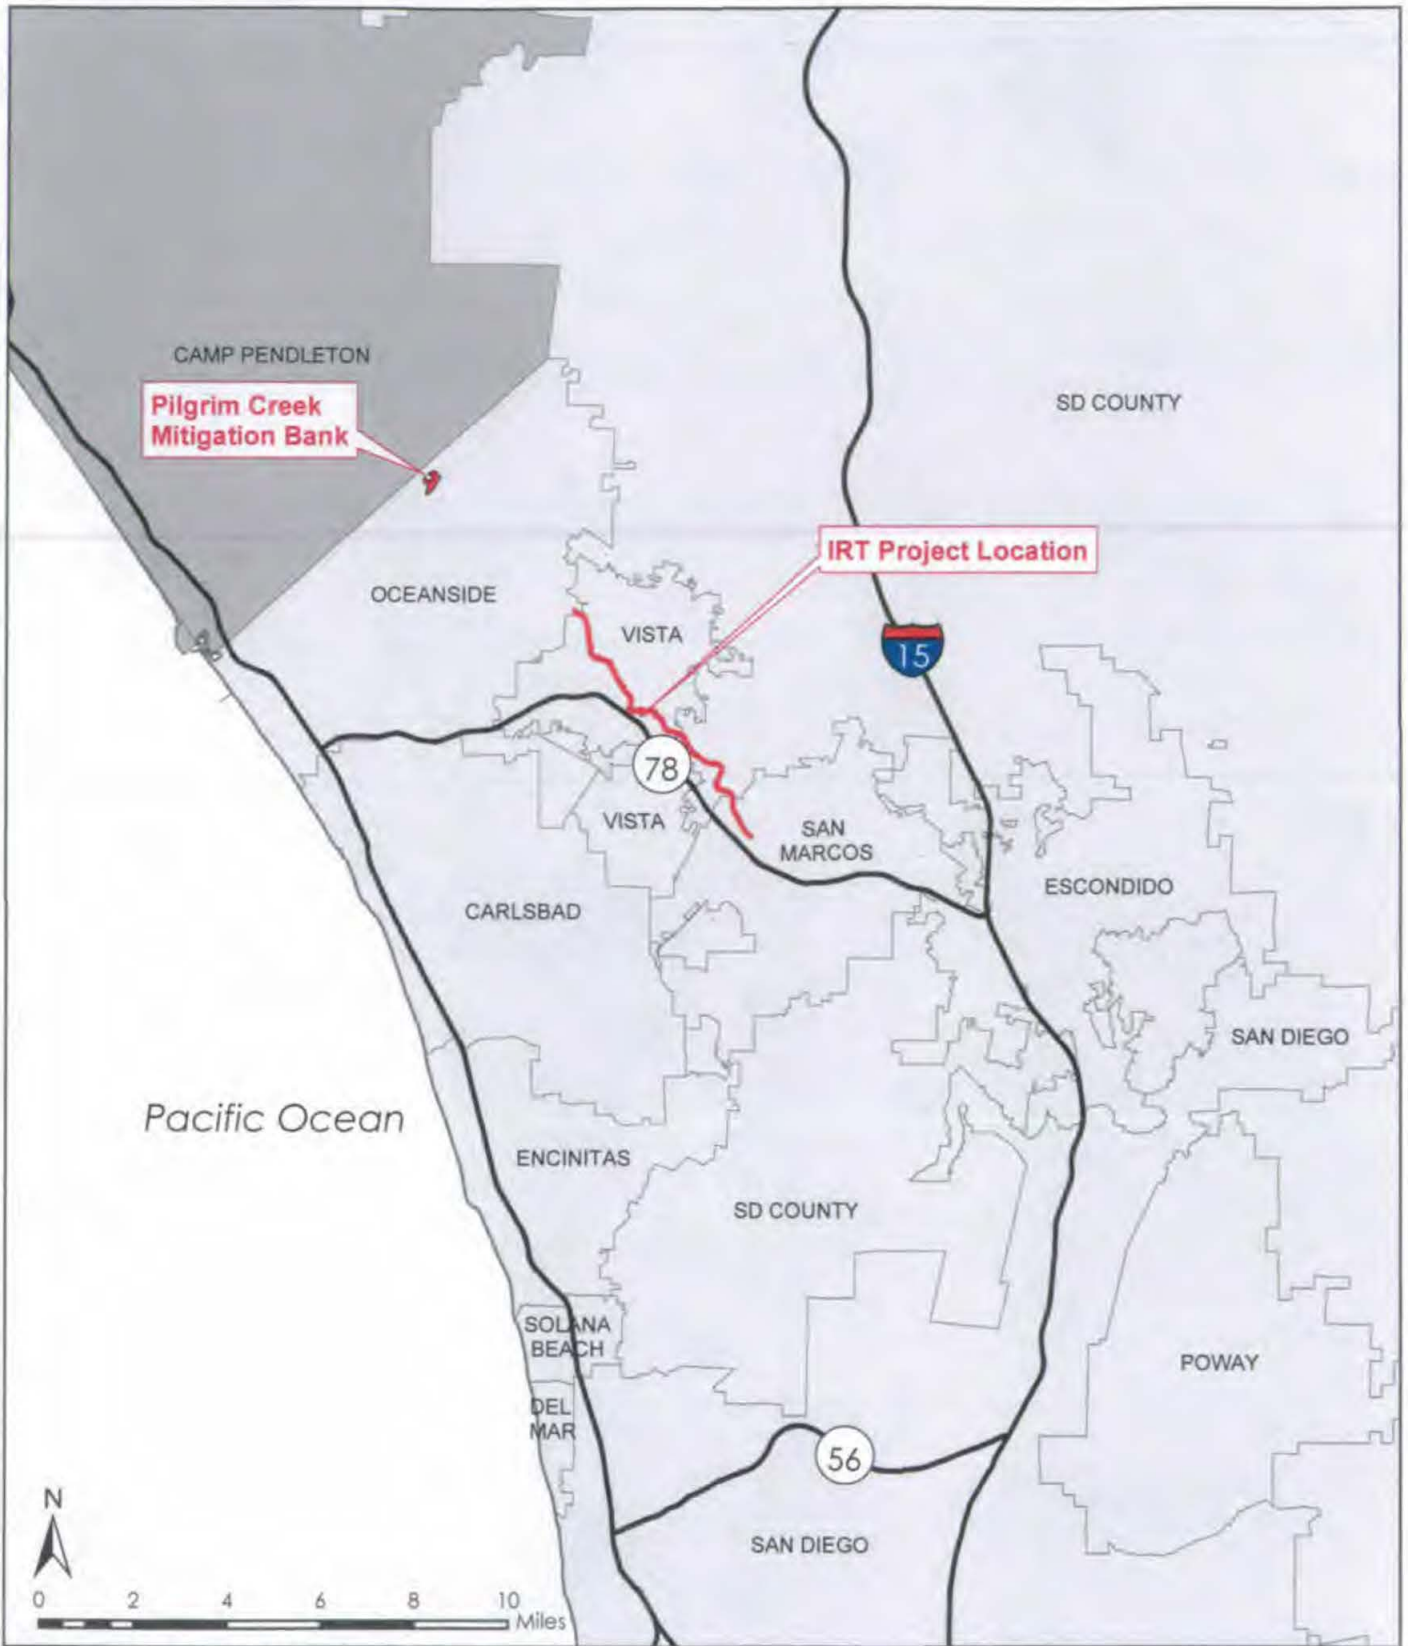 CAMP PENDLETON
Pilgrim Creek
Mitigation Bank
SD COUNTY
IRT Project Location
OCEANSIDE
VISTA
15
78
VISTA
SAN
MARCOS
ESCONDIDO
CARLSBAD
SAN DIEGO
Pacific Ocean
ENCINITAS
SD COUNTY
SOLANA
BEACH
POWAY
DEL
MAR
56
N
SAN DIEGO
0 2 4 6 8 10
Miles